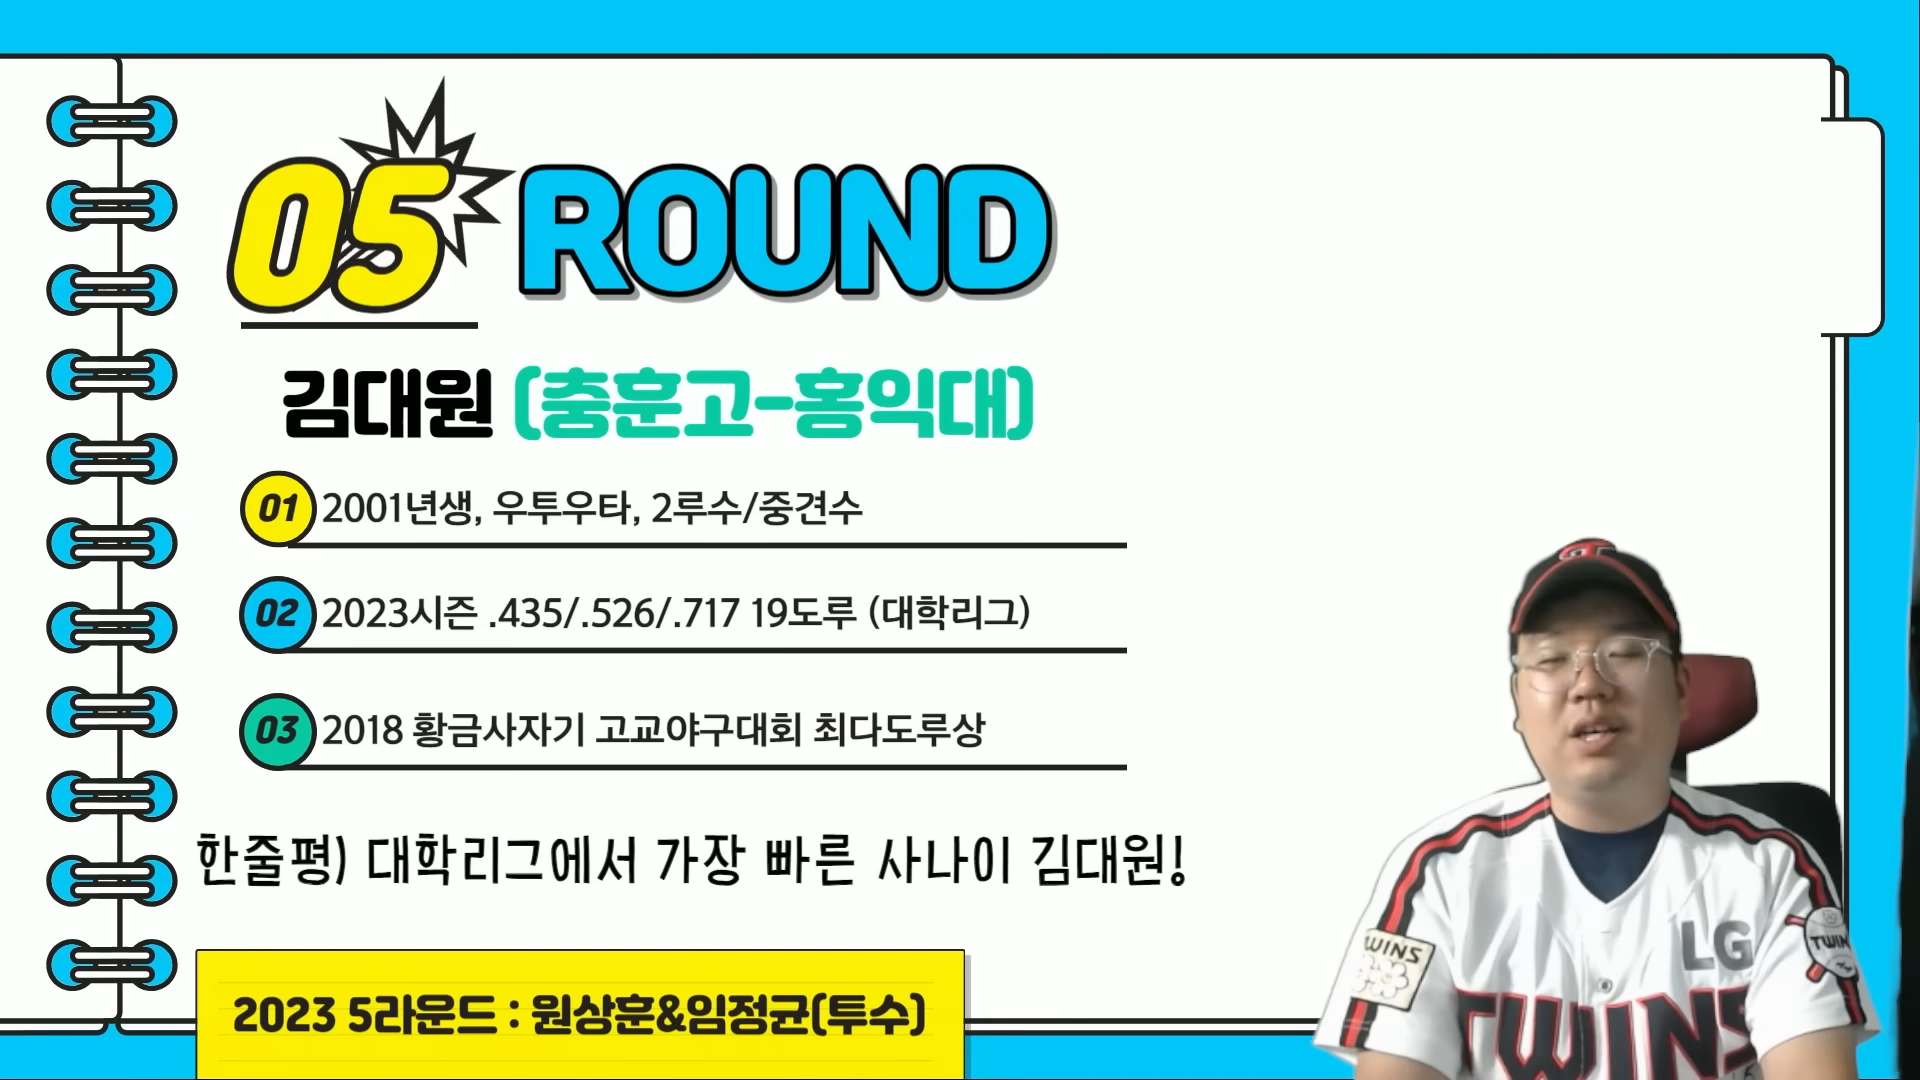 05 ROUND
김대원 (충훈고-홍익대)
01 2001년생, 우투우타, 2루수/중견수
02 2023시즌 .435/.526/.717 19도루 (대학리그)
03 2018 황금사자기 고교야구대회 최다도루상
한줄평) 대학리그에서 가장 빠른 사나이 김대원!
2023 5라운드 : 원상훈&임정균(투수)
TWINS
LG
TWIN
TWINS